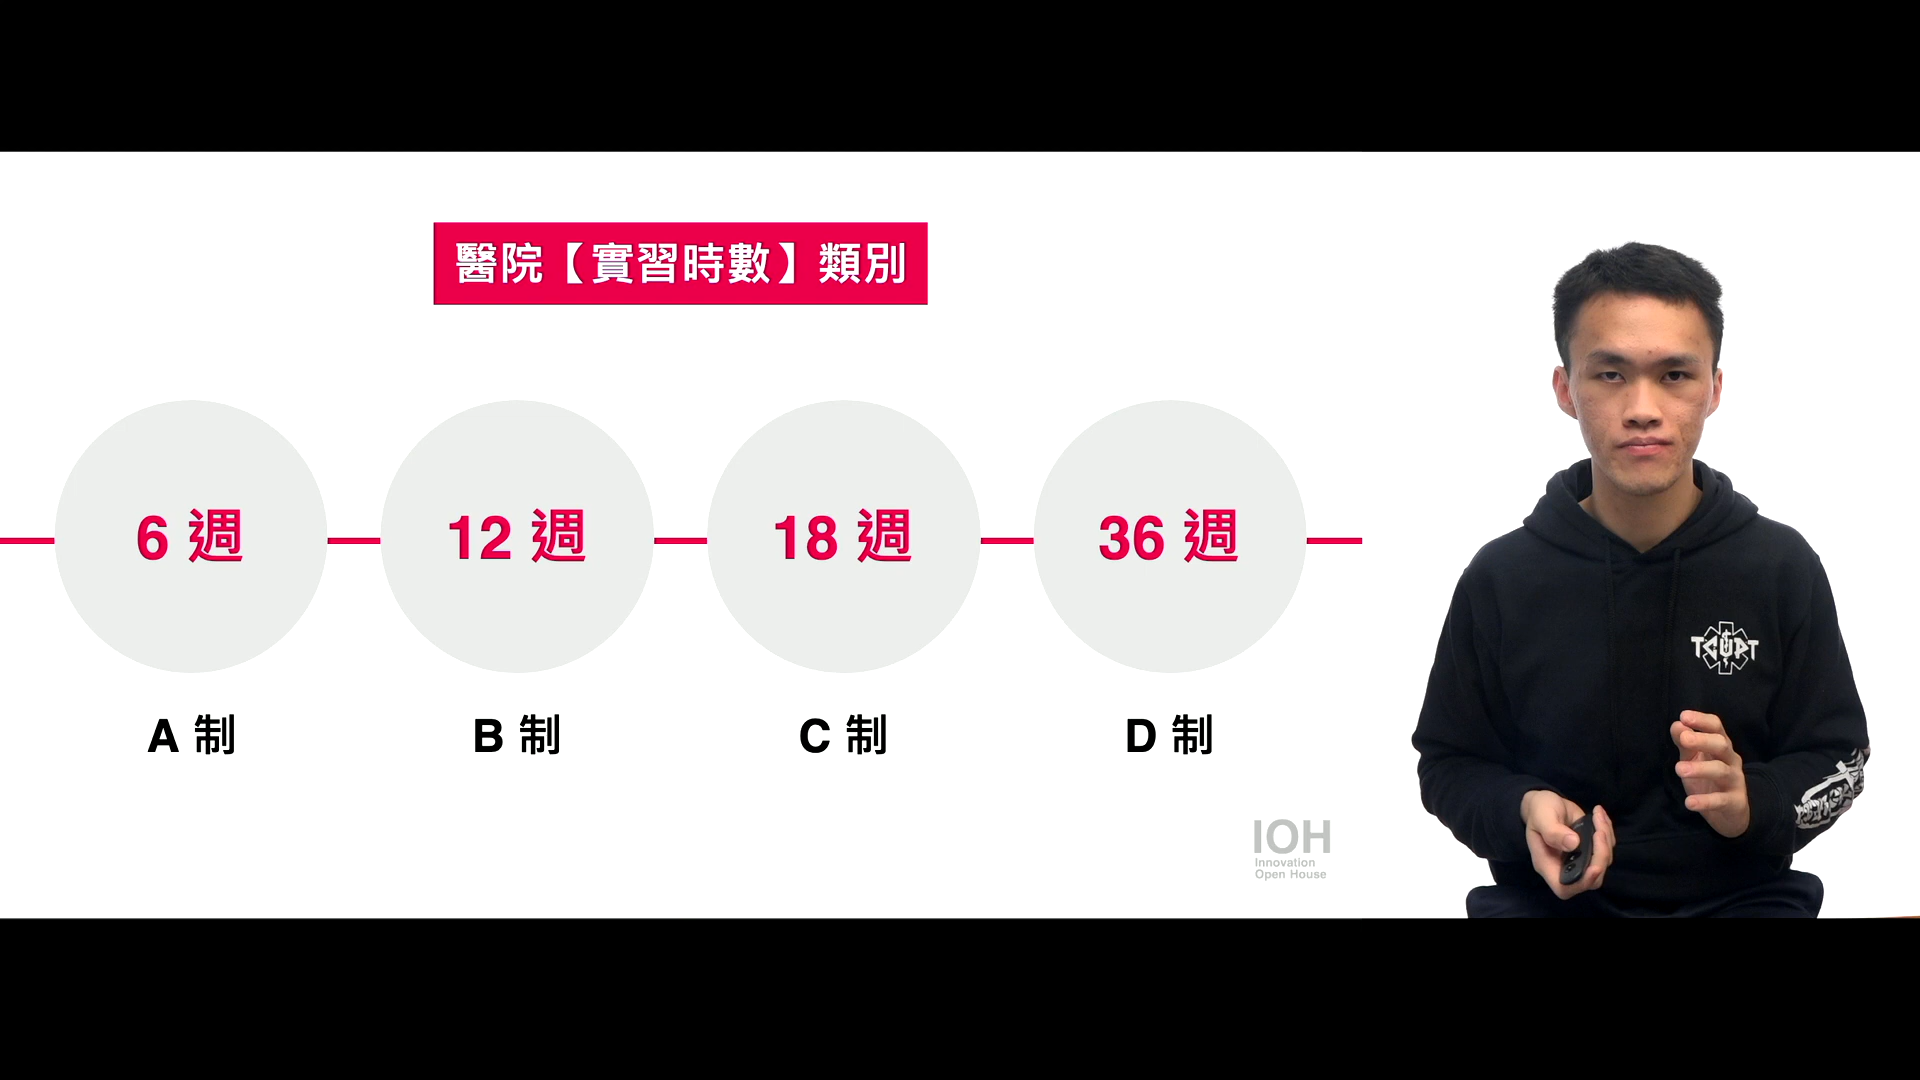 醫院【實習時數】類別
6 週
12 週
18 週
36 週
A 制
B 制
C 制
D 制
TCUPT
IOH
Innovation
Open House